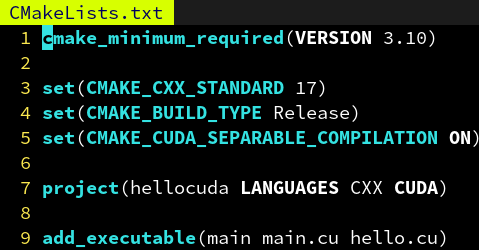 CMakeLists.txt
1 cmake_minimum_required(VERSION 3.10)
2
3 set(CMAKE_CXX_STANDARD 17)
4 set(CMAKE_BUILD_TYPE Release)
5 set(CMAKE_CUDA_SEPARABLE_COMPILATION ON)
6
7 project(hellocuda LANGUAGES CXX CUDA)
8
9 add_executable(main main.cu hello.cu)